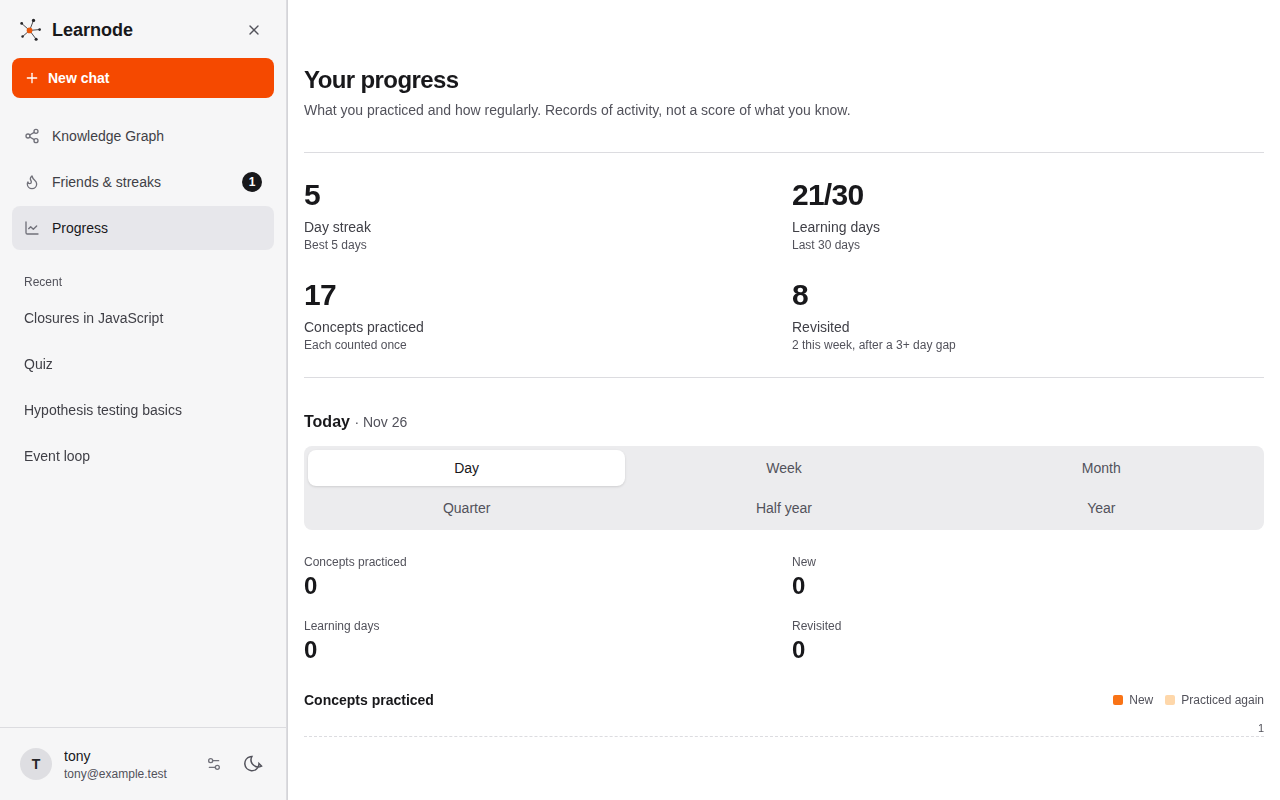 Learnode
New chat
Knowledge Graph
Friends & streaks 1
Progress
Recent
Closures in JavaScript
Quiz
Hypothesis testing basics
Event loop
T
tony
tony@example.test
Your progress
What you practiced and how regularly. Records of activity, not a score of what you know.
5
Day streak
Best 5 days
21/30
Learning days
Last 30 days
17
Concepts practiced
Each counted once
8
Revisited
2 this week, after a 3+ day gap
Today · Nov 26
Day Week Month
Quarter Half year Year
Concepts practiced
0
New
0
Learning days
0
Revisited
0
Concepts practiced
New Practiced again
1